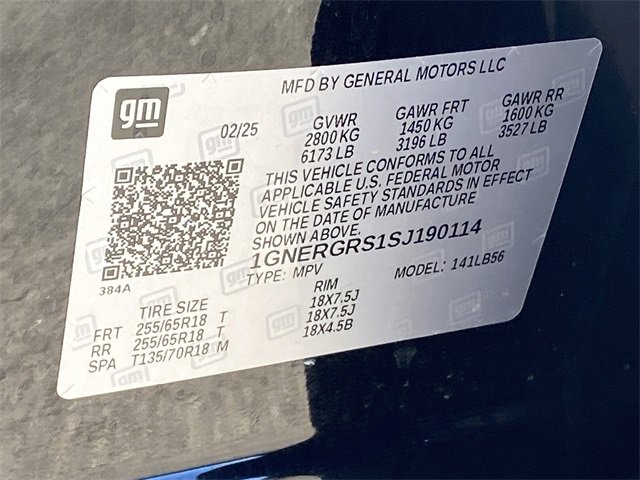 MFD BY GENERAL MOTORS LLC
gm
02/25
GVWR
2800 KG
6173 LB
GAWR FRT
1450 KG
3196 LB
GAWR RR
1600 KG
3527 LB
THIS VEHICLE CONFORMS TO ALL
APPLICABLE U.S. FEDERAL MOTOR
VEHICLE SAFETY STANDARDS IN EFFECT
ON THE DATE OF MANUFACTURE
SHOWN ABOVE.
1GNERGRS1SJ190114
TYPE: MPV MODEL: 141LB56
384A
TIRE SIZE RIM
FRT 255/65R18 T 18X7.5J
RR 255/65R18 T 18X7.5J
SPA T135/70R18 M 18X4.5B